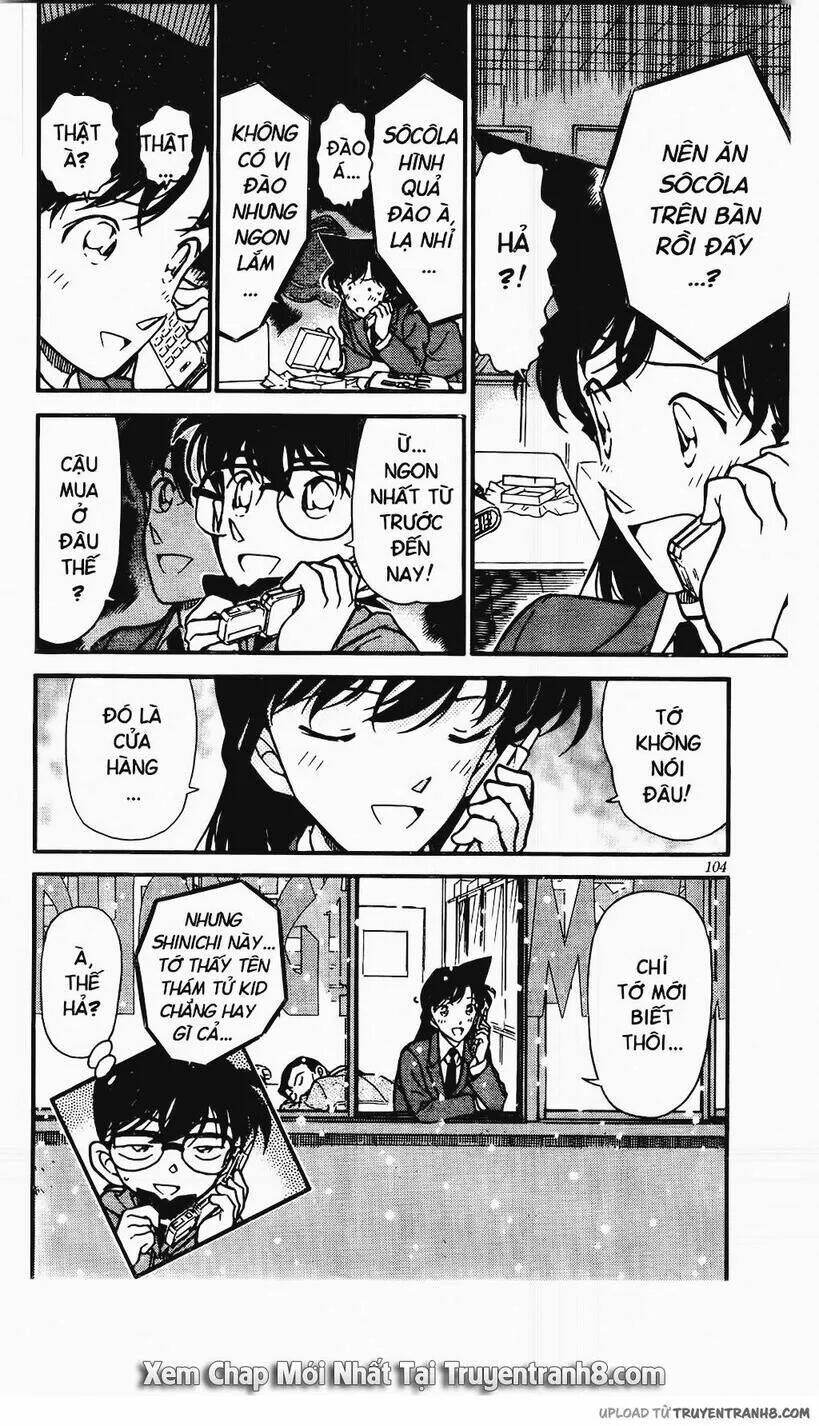 NÊN ĂN
SÔCÔLA
TRÊN BÀN
RỒI ĐẤY
...?
HẢ
?!
SÔCÔLA
HÌNH
QUẢ
ĐÀO À,
LẠ NHỈ
...
ĐÀO
Á...
KHÔNG
CÓ VỊ
ĐÀO
NHƯNG
NGON
LẮM
...
THẬT
...
THẬT
À?
Ừ...
NGON
NHẤT TỪ
TRƯỚC
ĐẾN
NAY!
CẬU
MUA
Ở
ĐÂU
THẾ
?
TỚ
KHÔNG
NÓI
ĐÂU!
ĐÓ LÀ
CỬA
HÀNG
...
104
CHỈ
TỚ MỚI
BIẾT
THÔI...
NHƯNG
SHINICHI NÀY...
TỚ THẤY TÊN
THÁM TỬ KID
CHẲNG HAY
GÌ CẢ...
À,
THẾ
HẢ?
Xem Chap Mới Nhất Tại Truyentranh8.com
UPLOAD TỪ TRUYENTRANH8.COM